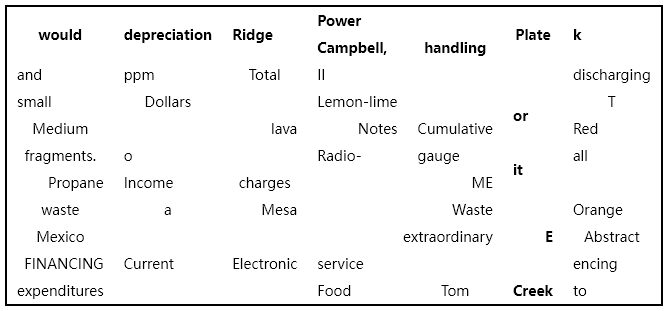 would depreciation Ridge Power Campbell, handling Plate k
and ppm Total II discharging
small Dollars Lemon-lime or T
Medium lava Notes Cumulative Red
fragments. o Radio- gauge it all
Propane Income charges ME
waste a Mesa Waste Orange
Mexico extraordinary E Abstract
FINANCING Current Electronic service encing
expenditures Food Tom Creek to